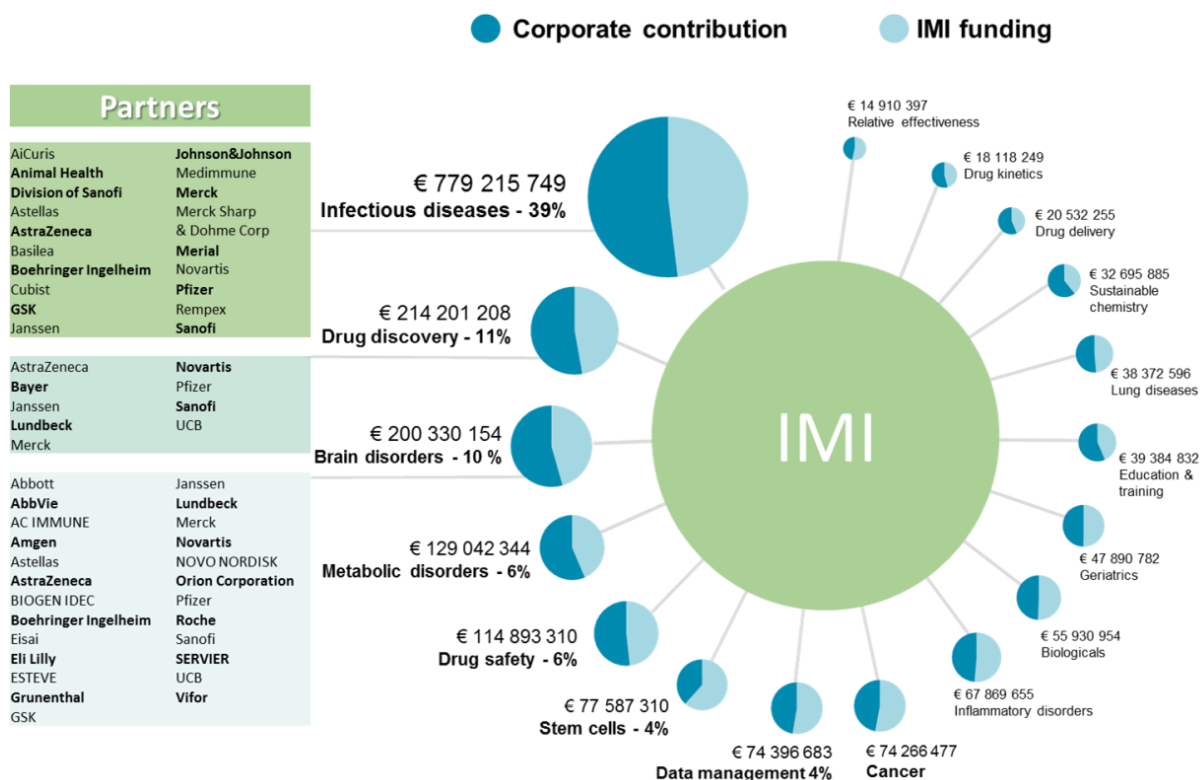 Corporate contribution
IMI funding
Partners
AiCuris
Animal Health
Division of Sanofi
Astellas
AstraZeneca
Basilea
Boehringer Ingelheim
Cubist
GSK
Janssen
Johnson&Johnson
Medimmune
Merck
Merck Sharp
& Dohme Corp
Merial
Novartis
Pfizer
Rempex
Sanofi
AstraZeneca
Bayer
Janssen
Lundbeck
Merck
Novartis
Pfizer
Sanofi
UCB
Abbott
AbbVie
AC IMMUNE
Amgen
Astellas
AstraZeneca
BIOGEN IDEC
Boehringer Ingelheim
Eisai
Eli Lilly
ESTEVE
Grunenthal
GSK
Janssen
Lundbeck
Merck
Novartis
NOVO NORDISK
Orion Corporation
Pfizer
Roche
Sanofi
SERVIER
UCB
Vifor
€ 779 215 749
Infectious diseases - 39%
€ 214 201 208
Drug discovery - 11%
€ 200 330 154
Brain disorders - 10 %
€ 129 042 344
Metabolic disorders - 6%
€ 114 893 310
Drug safety - 6%
€ 77 587 310
Stem cells - 4%
€ 74 396 683
Data management 4%
€ 74 266 477
Cancer
IMI
€ 14 910 397
Relative effectiveness
€ 18 118 249
Drug kinetics
€ 20 532 255
Drug delivery
€ 32 695 885
Sustainable
chemistry
€ 38 372 596
Lung diseases
€ 39 384 832
Education &
training
€ 47 890 782
Geriatrics
€ 55 930 954
Biologicals
€ 67 869 655
Inflammatory disorders